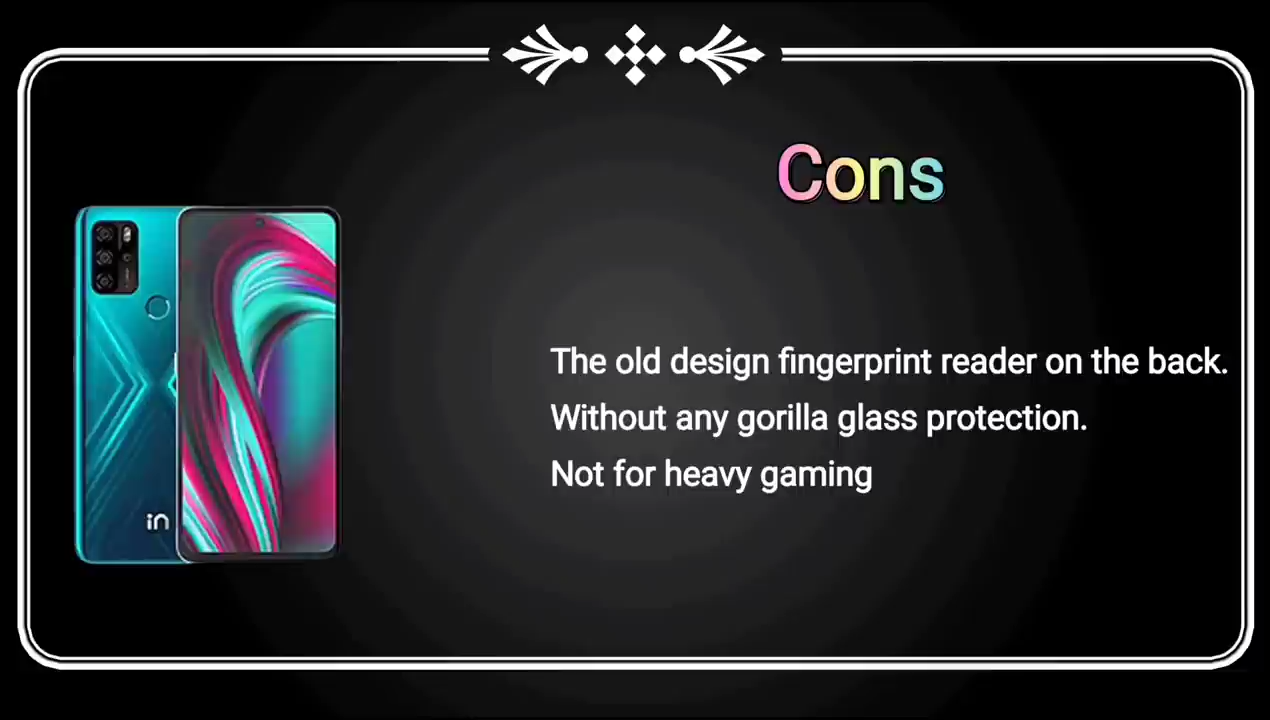 Cons
The old design fingerprint reader on the back.
Without any gorilla glass protection.
Not for heavy gaming
in